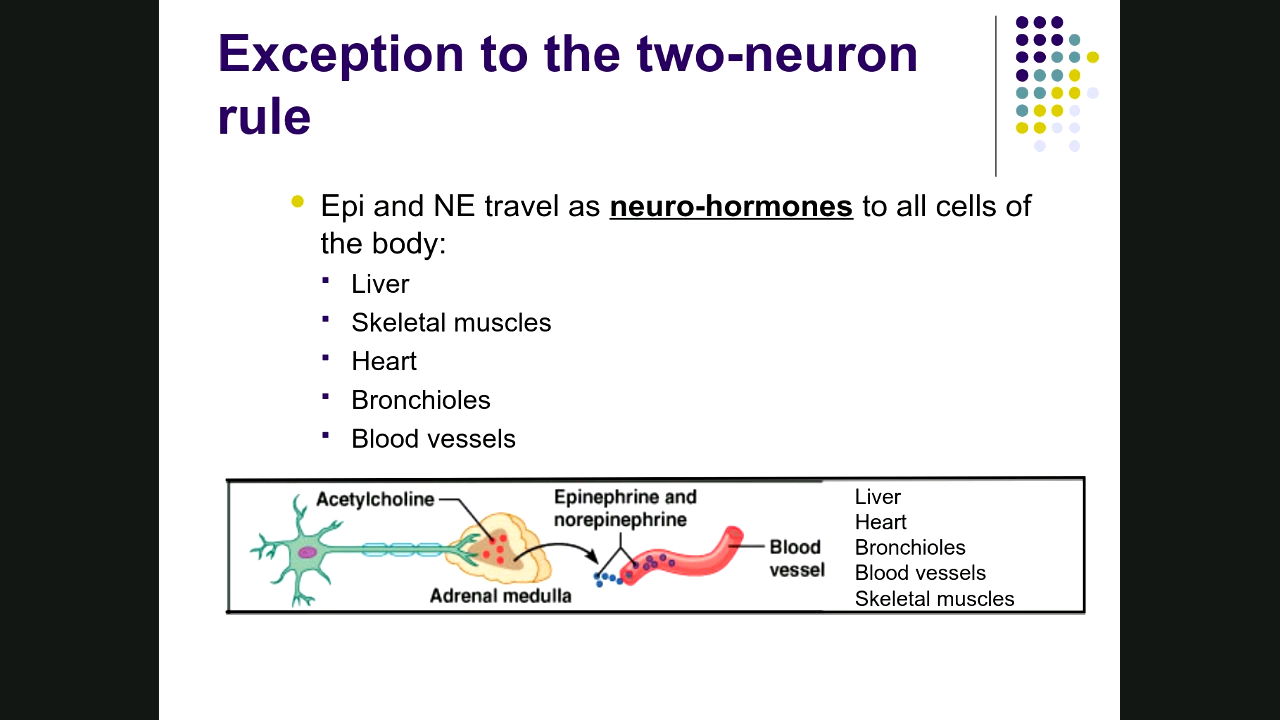 Exception to the two-neuron
rule
Epi and NE travel as neuro-hormones to all cells of
the body:
Liver
Skeletal muscles
Heart
Bronchioles
Blood vessels
Acetylcholine
Adrenal medulla
Epinephrine and
norepinephrine
Blood
vessel
Liver
Heart
Bronchioles
Blood vessels
Skeletal muscles